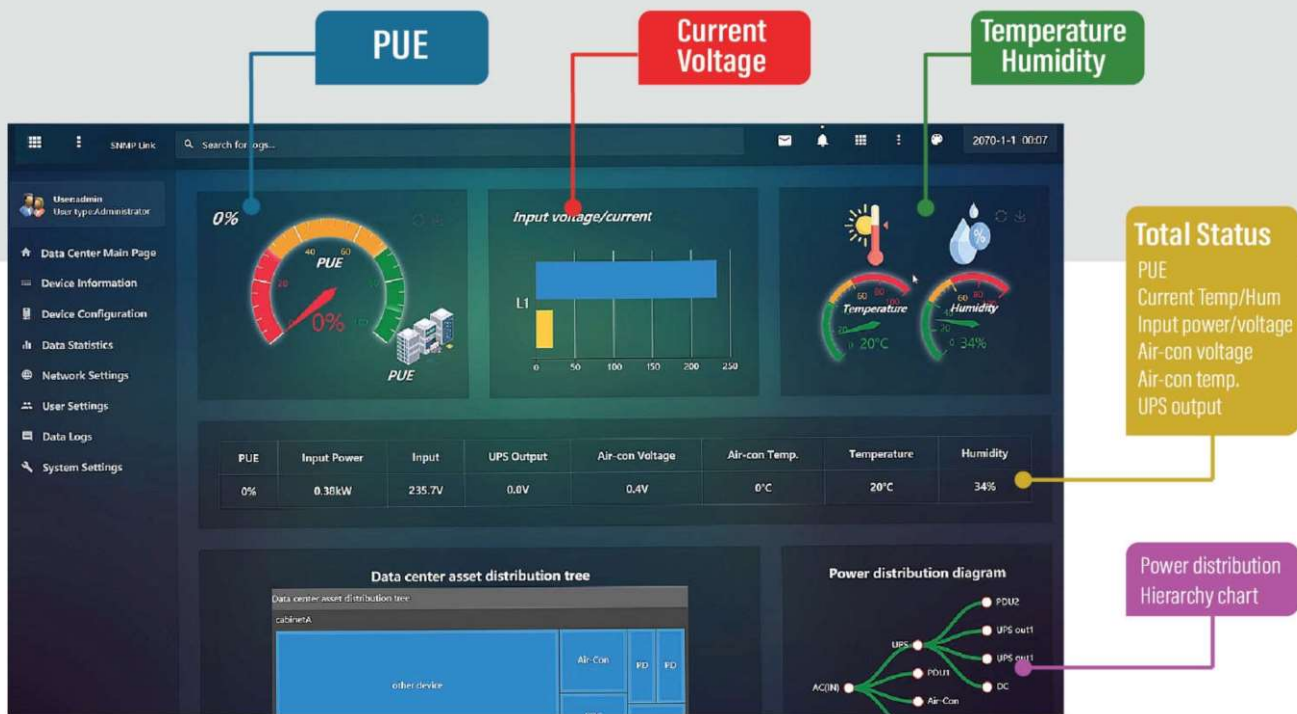 PUE
Current
Voltage
Temperature
Humidity
SNMP Link
Search for logs...
2070-1-1 00:07
User:admin
User type:Administrator
Data Center Main Page
Device Information
Device Configuration
Data Statistics
Network Settings
User Settings
Data Logs
System Settings
0%
20
40
60
PUE
0%
PUE
Input voltage/current
L1
0
50
100
150
200
250
0
20
60
80
100
Temperature
20°C
0
20
40
60
80
100
Humidity
34%
%
Total Status
PUE
Current Temp/Hum
Input power/voltage
Air-con voltage
Air-con temp.
UPS output
PUE Input Power Input UPS Output Air-con Voltage Air-con Temp. Temperature Humidity
0% 0.38kW 235.7V 0.0V 0.4V 0°C 20°C 34%
Data center asset distribution tree
Data center asset distribution tree
cabinetA
other device
Air-Con
PD
PD
Power distribution diagram
PDU2
UPS out1
UPS
UPS out1
PDU1
DC
AC(IN)
Air-Con
Power distribution
Hierarchy chart